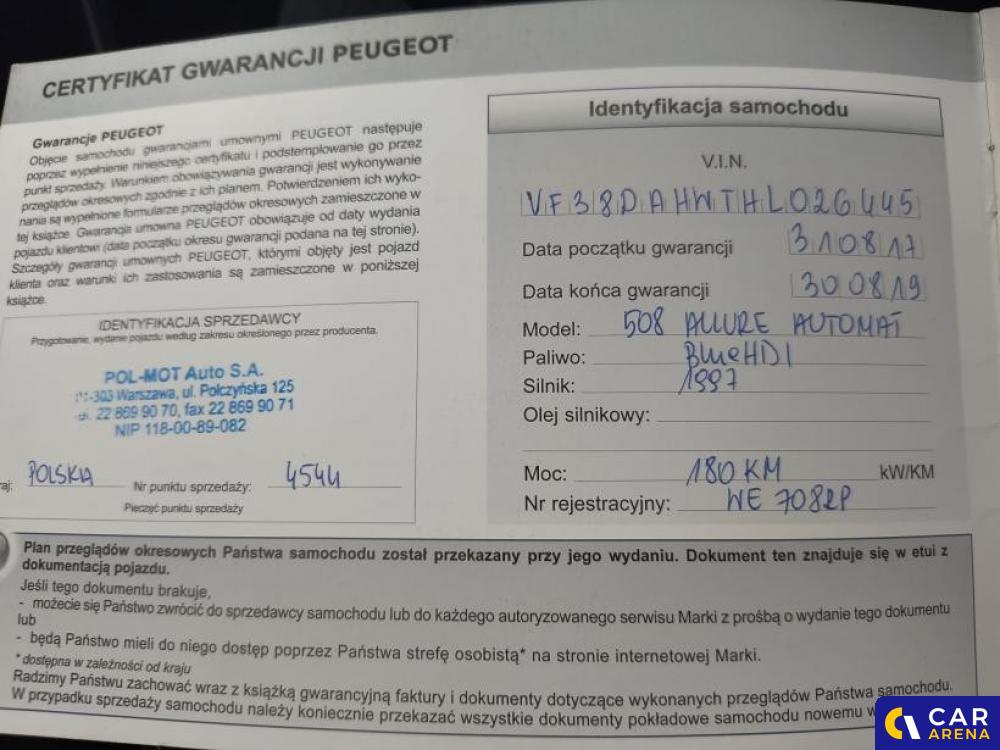 CERTYFIKAT GWARANCJI PEUGEOT
Gwarancje PEUGEOT
Objęcie samochodu gwarancjami umownymi PEUGEOT następuje
poprzez wypełnienie niniejszego certyfikatu i podstemplowanie go przez
punkt sprzedaży. Warunkiem obowiązywania gwarancji jest wykonywanie
przeglądów okresowych zgodnie z ich planem. Potwierdzeniem ich wyko-
nania są wypełnione formularze przeglądów okresowych zamieszczone w
tej książce. Gwarancja umowna PEUGEOT obowiązuje od daty wydania
pojazdu klientowi (data początku okresu gwarancji podana na tej stronie).
Szczegóły gwarancji umownych PEUGEOT, którymi objęty jest pojazd
klienta oraz warunki ich zastosowania są zamieszczone w poniższej
książce.
IDENTYFIKACJA SPRZEDAWCY
Przygotowanie, wydanie pojazdu według zakresu określonego przez producenta.
POL-MOT Auto S.A.
-303 Warszawa, ul. Połczyńska 125
22 869 90 70, fax 22 869 90 71
NIP 118-00-89-082
aj: POLSKA Nr punktu sprzedaży: 4544
Pieczęć punktu sprzedaży
Identyfikacja samochodu
V.I.N.
VF38DAHWTHL026445
Data początku gwarancji 310817
Data końca gwarancji 300819
Model: 508 ALLURE AUTOMAT
Paliwo: BlueHDI
Silnik: 1997
Olej silnikowy:
Moc: 180 KM kW/KM
Nr rejestracyjny: WE 708RP
Plan przeglądów okresowych Państwa samochodu został przekazany przy jego wydaniu. Dokument ten znajduje się w etui z
dokumentacją pojazdu.
Jeśli tego dokumentu brakuje,
- możecie się Państwo zwrócić do sprzedawcy samochodu lub do każdego autoryzowanego serwisu Marki z prośbą o wydanie tego dokumentu
lub
- będą Państwo mieli do niego dostęp poprzez Państwa strefę osobistą* na stronie internetowej Marki.
* dostępna w zależności od kraju
Radzimy Państwu zachować wraz z książką gwarancyjną faktury i dokumenty dotyczące wykonanych przeglądów Państwa samochodu.
W przypadku sprzedaży samochodu należy koniecznie przekazać wszystkie dokumenty pokładowe samochodu nowemu w
CAR
ARENA